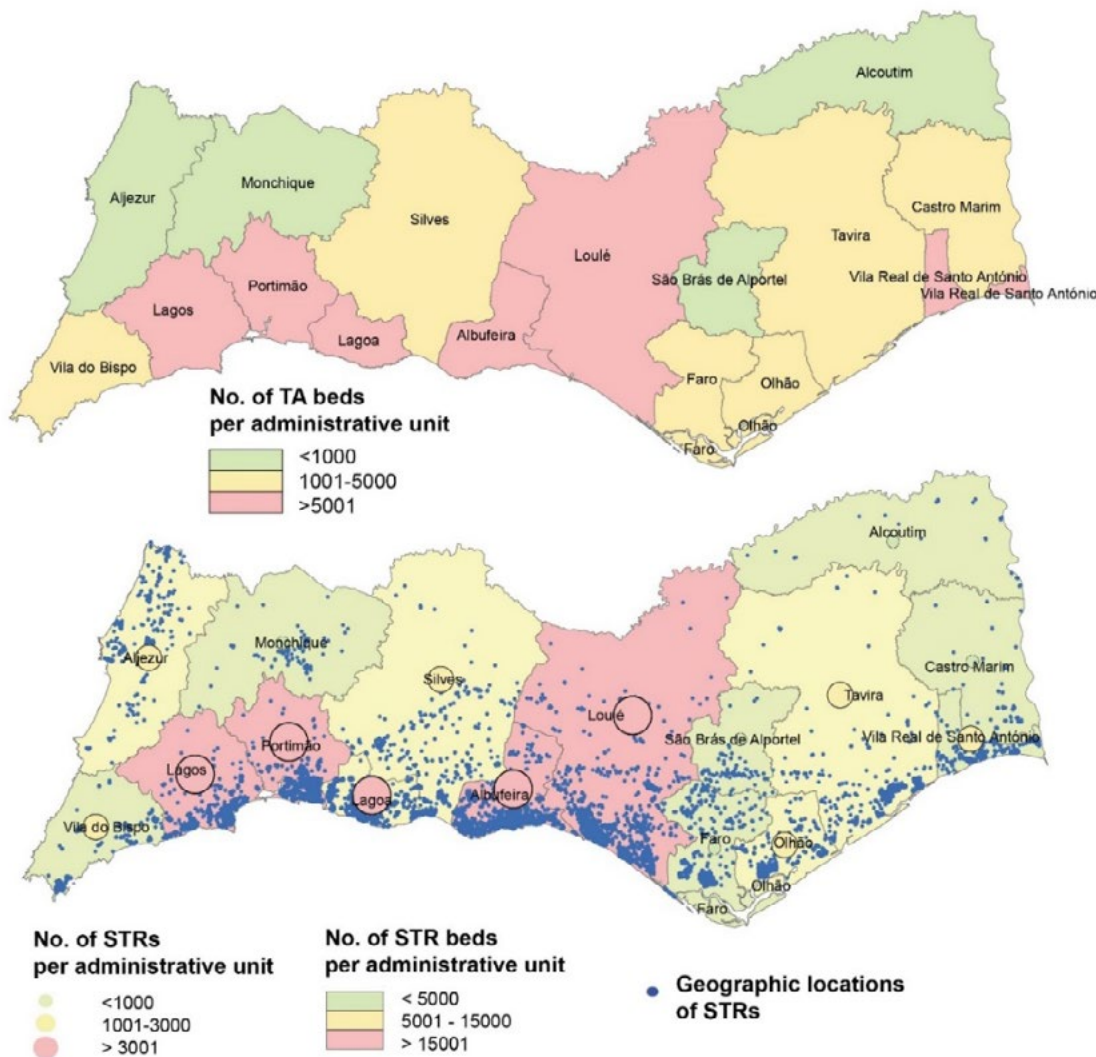 Alcoutim
Aljezur
Monchique
Castro Marim
Silves
Tavira
Loulé
São Brás de Alportel
Vila Real de Santo António
Portimão
Vila Real de Santo António
Lagos
Albufeira
Lagoa
Vila do Bispo
Faro
Olhão
Olhão
Faro
No. of TA beds
per administrative unit
<1000
1001-5000
>5001
Alcoutim
Monchique
Aljezur
Castro Marim
Silves
Tavira
Loulé
São Brás de Alportel
Vila Real de Santo António
Portimão
Lagos
Lagoa
Albufeira
Vila do Bispo
Faro
Olhão
Olhão
Faro
No. of STRs
per administrative unit
<1000
1001-3000
> 3001
No. of STR beds
per administrative unit
< 5000
5001 - 15000
> 15001
Geographic locations
of STRs